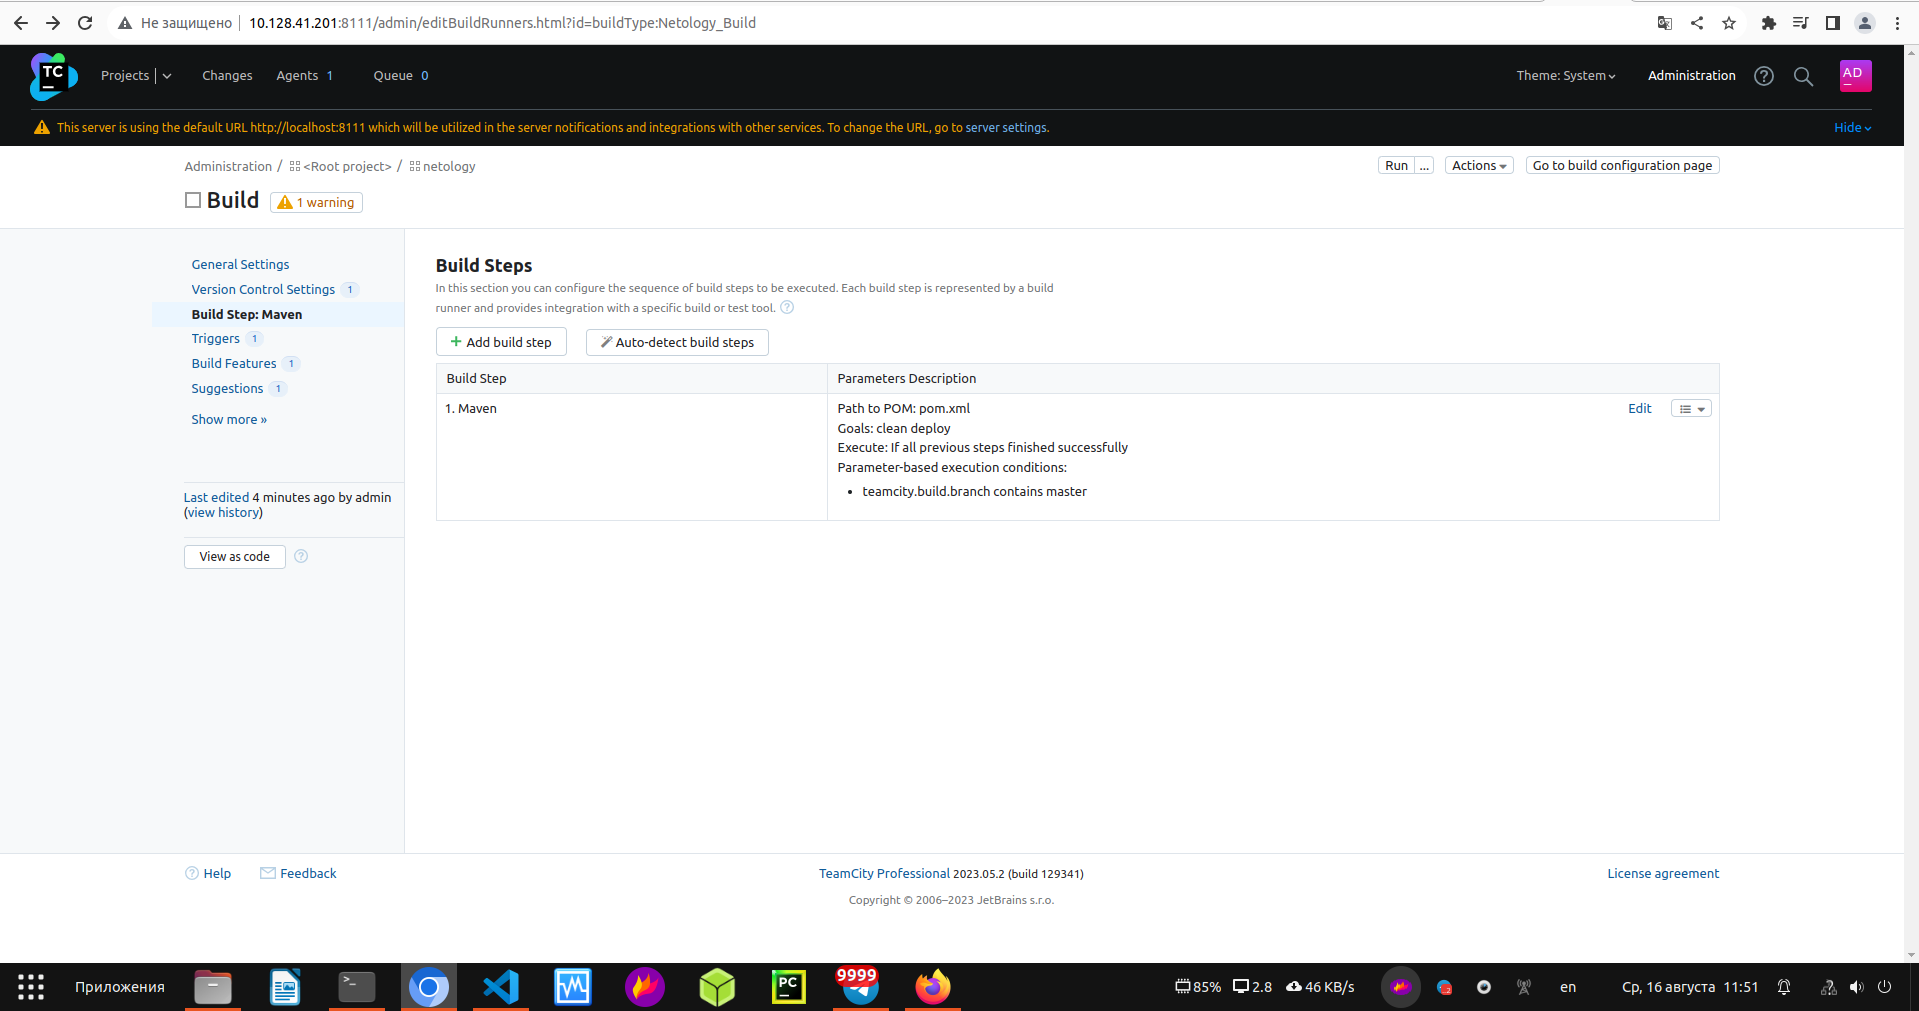 Не защищено 10.128.41.201:8111/admin/editBuildRunners.html?id=buildType:Netology_Build
TC Projects Changes Agents 1 Queue 0 Theme: System Administration AD
This server is using the default URL http://localhost:8111 which will be utilized in the server notifications and integrations with other services. To change the URL, go to server settings. Hide
Administration / <Root project> / netology Run ... Actions Go to build configuration page
Build 1 warning
General Settings
Version Control Settings 1
Build Step: Maven
Triggers 1
Build Features 1
Suggestions 1
Show more »
Last edited 4 minutes ago by admin
(view history)
View as code ?
Build Steps
In this section you can configure the sequence of build steps to be executed. Each build step is represented by a build
runner and provides integration with a specific build or test tool. ?
+ Add build step Auto-detect build steps
Build Step Parameters Description
1. Maven Path to POM: pom.xml Edit
Goals: clean deploy
Execute: If all previous steps finished successfully
Parameter-based execution conditions:
• teamcity.build.branch contains master
? Help Feedback TeamCity Professional 2023.05.2 (build 129341) License agreement
Copyright © 2006–2023 JetBrains s.r.o.
Приложения >_ PC 9999 85% 2.8 46 KB/s 2 en Ср, 16 августа 11:51